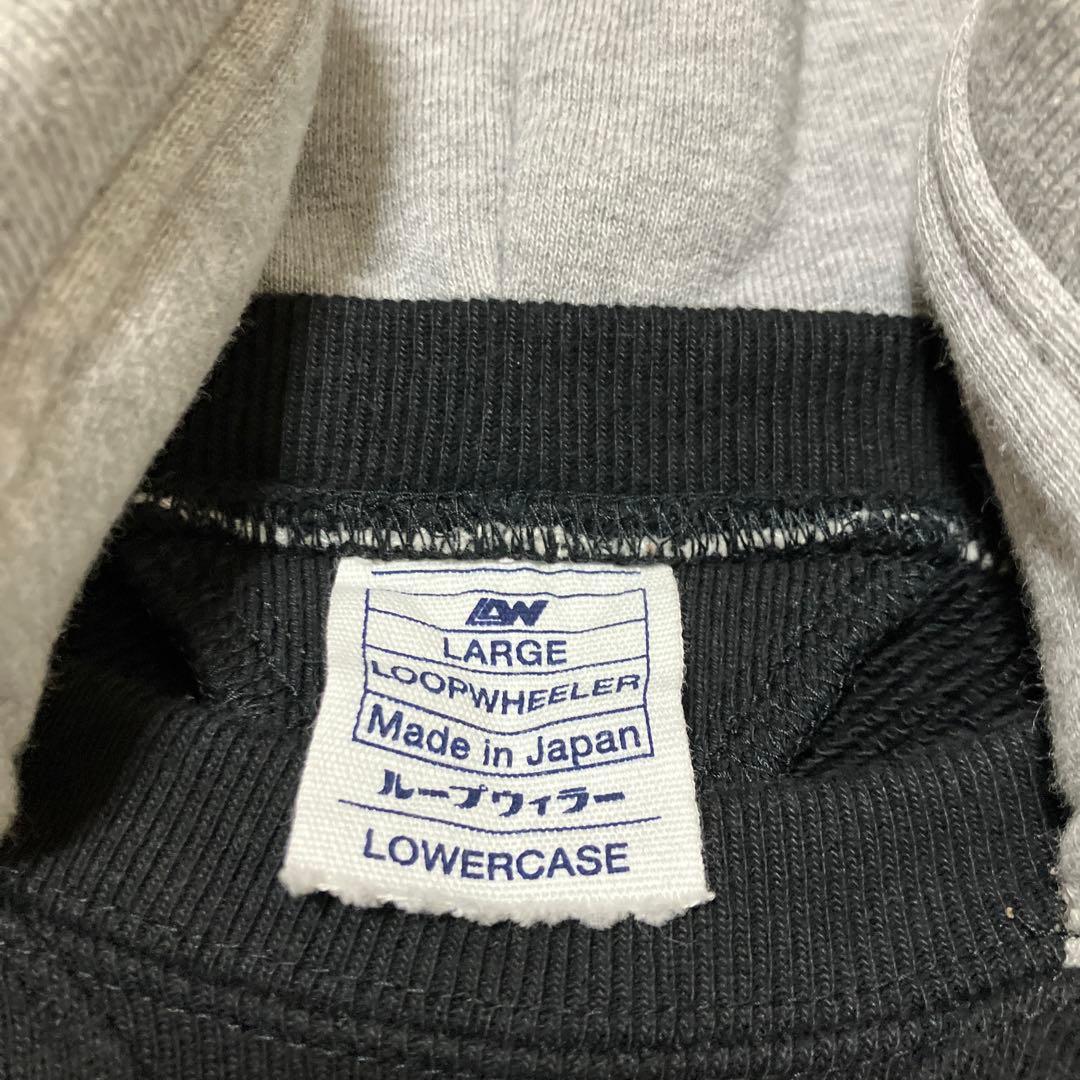 LW
LARGE
LOOPWHEELER
Made in Japan
ループウィラー
LOWERCASE